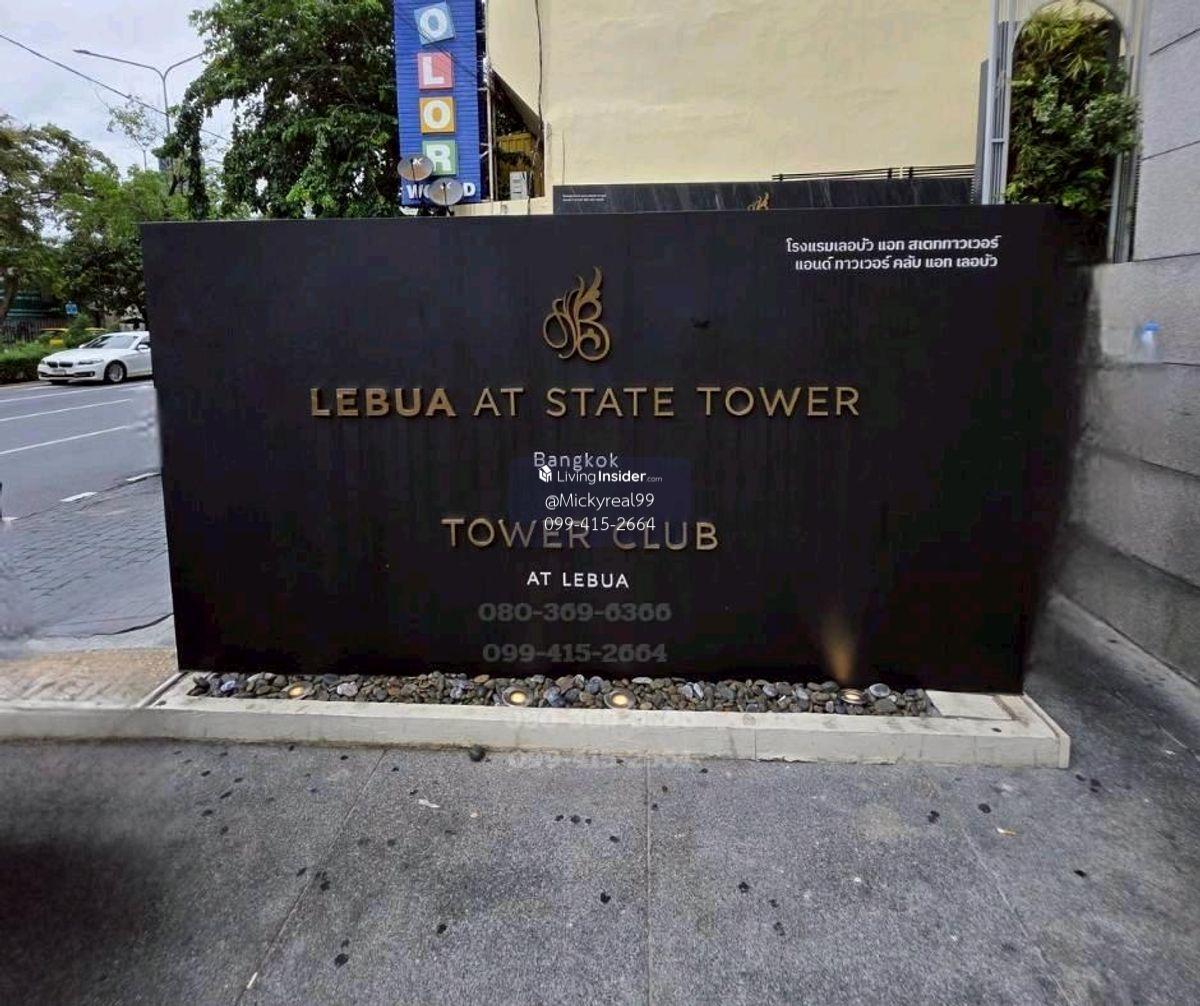 O
L
O
R
WORLD
โรงแรมเลอบัว แอท สเตททาวเวอร์
แอนด์ ทาวเวอร์ คลับ แอท เลอบัว
LEBUA AT STATE TOWER
Bangkok
LivingInsider.com
@Mickyreal99
099-415-2664
TOWER CLUB
AT LEBUA
080-369-6366
099-415-2664
099-415-2664